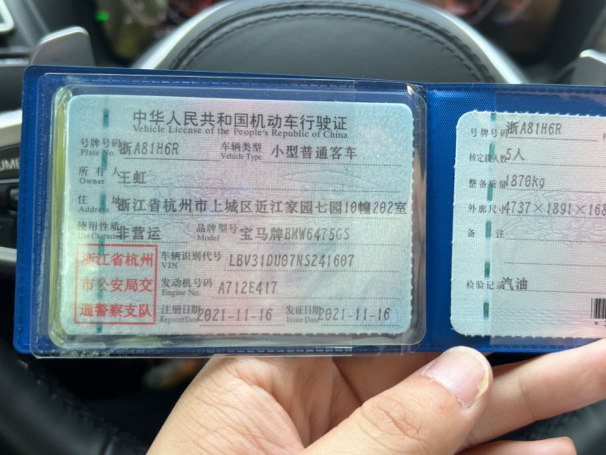 中华人民共和国机动车行驶证
Vehicle License of the People's Republic of China
号牌号码 浙A81H6R 车辆类型 小型普通客车
Plate No. Vehicle Type
所有人 王虹
Owner
住址 浙江省杭州市上城区近江家园七园10幢202室
Address
使用性质 非营运 品牌型号 宝马牌BMW6475GS
Model
浙江省杭州
市公安局交
通警察支队
车辆识别代号 LBV31DU07NS241607
VIN
发动机号码 A712E417
Engine No.
注册日期 2021-11-16 发证日期 2021-11-16
Register Date Issue Date
号牌号码 浙A81H6R
核定载人数 5人
整备质量 1870kg
外廓尺寸 4737×1891×168
备注
检验记录 汽油